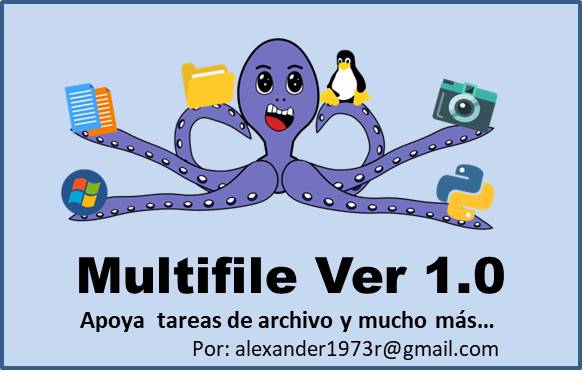 Multifile Ver 1.0
Apoya tareas de archivo y mucho más...
Por: alexander1973r@gmail.com